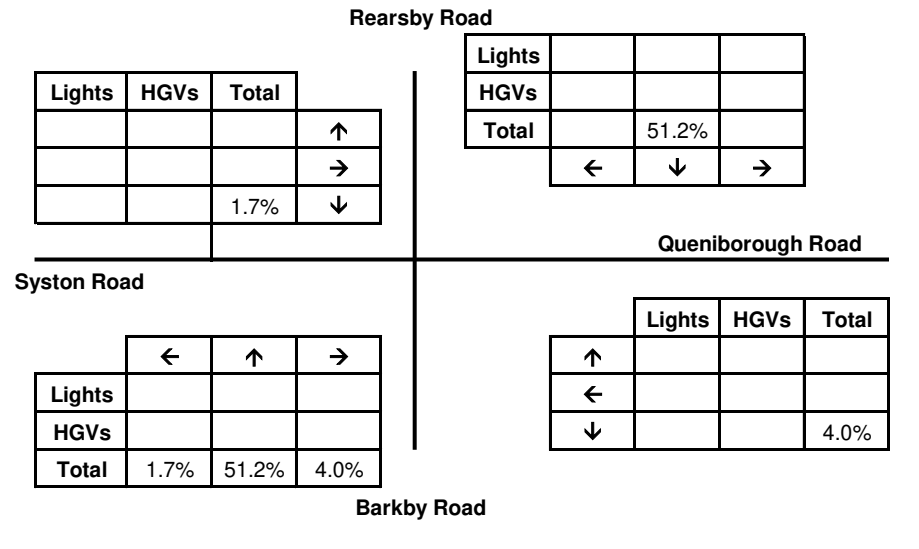 Rearsby Road
Lights
HGVs
Total 51.2%
← ↓ →
Lights HGVs Total
↑
→
1.7% ↓
Queniborough Road
Syston Road
← ↑ →
Lights
HGVs
Total 1.7% 51.2% 4.0%
Lights HGVs Total
↑
←
↓ 4.0%
Barkby Road